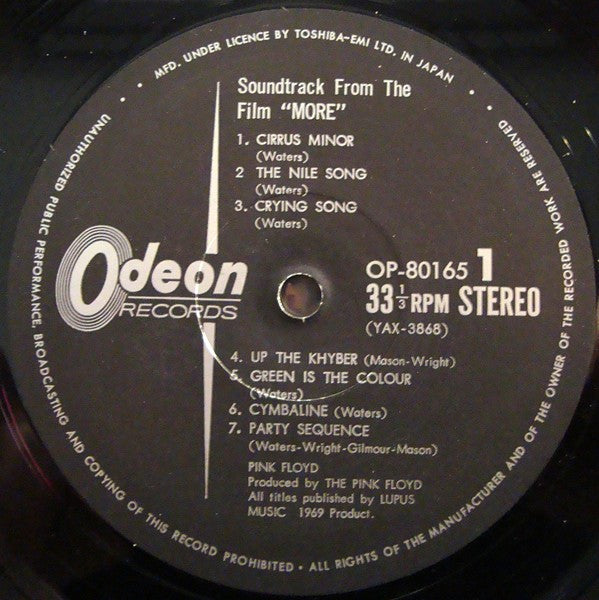 MFD. UNDER LICENCE BY TOSHIBA-EMI LTD. IN JAPAN
Soundtrack From The
Film "MORE"
1. CIRRUS MINOR
(Waters)
2 THE NILE SONG
(Waters)
3. CRYING SONG
(Waters)
Odeon
RECORDS
OP-80165 1
33 1/3 RPM STEREO
(YAX-3868)
4. UP THE KHYBER (Mason-Wright)
5. GREEN IS THE COLOUR
(Waters)
6. CYMBALINE (Waters)
7. PARTY SEQUENCE
(Waters-Wright-Gilmour-Mason)
PINK FLOYD
Produced by THE PINK FLOYD
All titles published by LUPUS
MUSIC 1969 Product.
UNAUTHORIZED PUBLIC PERFORMANCE, BROADCASTING AND COPYING OF THIS RECORD PROHIBITED • ALL RIGHTS OF THE MANUFACTURER AND OF THE OWNER OF THE RECORDED WORK ARE RESERVED